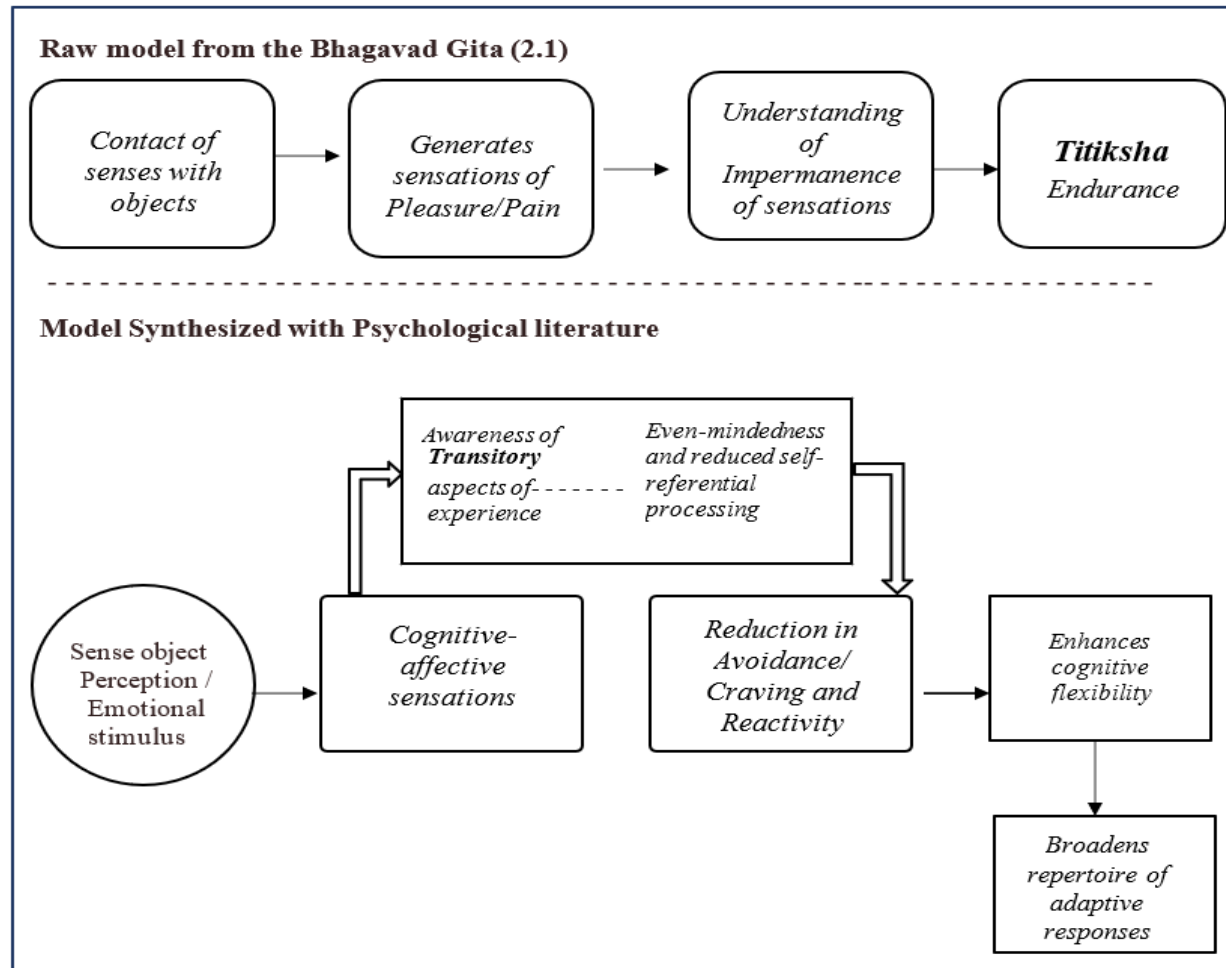 Raw model from the Bhagavad Gita (2.1)
Contact of
senses with
objects
Generates
sensations of
Pleasure/Pain
Understanding
of
Impermanence
of sensations
Titiksha
Endurance
Model Synthesized with Psychological literature
Awareness of
Transitory
aspects of
experience
Even-mindedness
and reduced self-
referential
processing
Sense object
Perception /
Emotional
stimulus
Cognitive-
affective
sensations
Reduction in
Avoidance/
Craving and
Reactivity
Enhances
cognitive
flexibility
Broadens
repertoire of
adaptive
responses